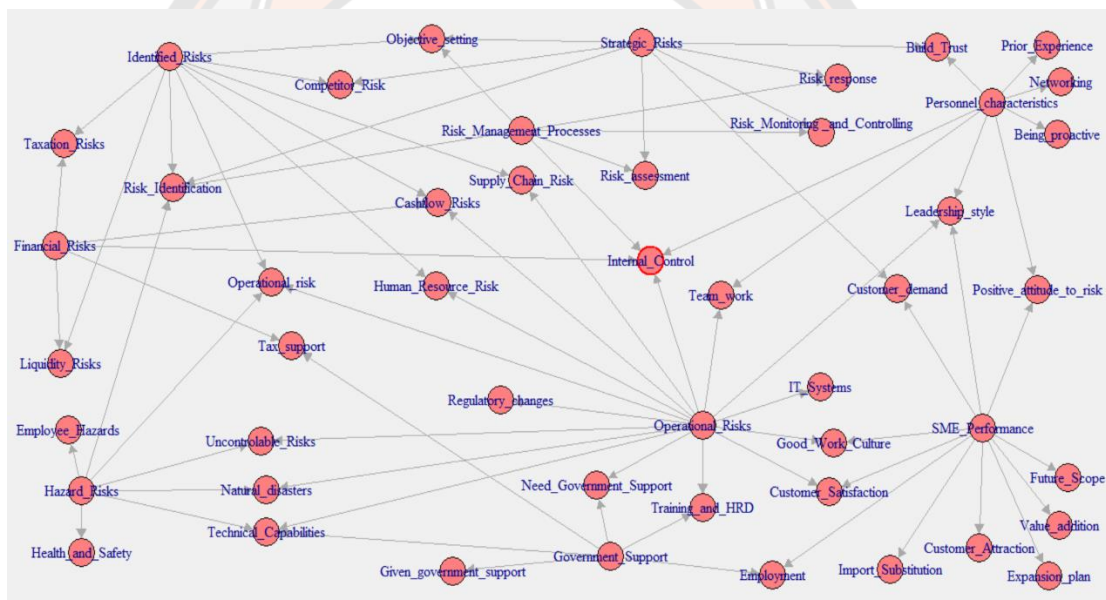 Objective_setting
Strategic_Risks
Identified_Risks
Build_Trust
Prior_Experience
Competitor_Risk
Risk_response
Networking
Personnel_characteristics
Risk_Management_Processes
Risk_Monitoring_and_Controlling
Being_proactive
Taxation_Risks
Risk_Identification
Supply_Chain_Risk
Risk_assessment
Cashflow_Risks
Leadership_style
Financial_Risks
Internal_Control
Operational_risk
Human_Resource_Risk
Team_work
Customer_demand
Positive_attitude_to_risk
Tax_support
Liquidity_Risks
IT_Systems
Regulatory_changes
Employee_Hazards
Uncontrolable_Risks
Operational_Risks
Good_Work_Culture
SME_Performance
Future_Scope
Hazard_Risks
Natural_disasters
Need_Government_Support
Customer_Satisfaction
Training_and_HRD
Technical_Capabilities
Value_addition
Health_and_Safety
Government_Support
Customer_Attraction
Given_government_support
Employment
Import_Substitution
Expansion_plan